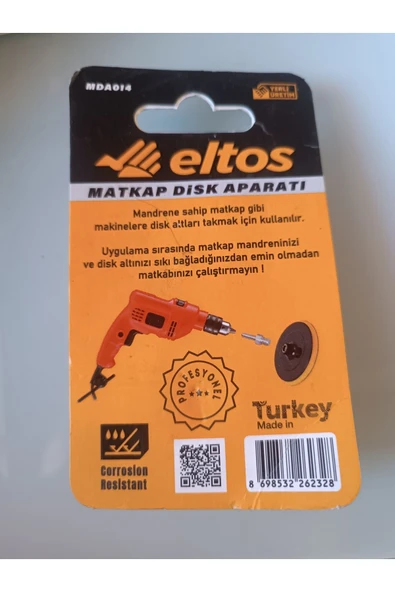 MDA014
YERLİ
ÜRETİM
eltos
MATKAP DİSK APARATI
Mandrene sahip matkap gibi
makinelere disk altları takmak için kullanılır.
Uygulama sırasında matkap mandreninizi
ve disk altınızı sıkı bağladığınızdan emin olmadan
matkabınızı çalıştırmayın !
PROFESYONEL
Turkey
Made in
Corrosion
Resistant
8 698532 262328